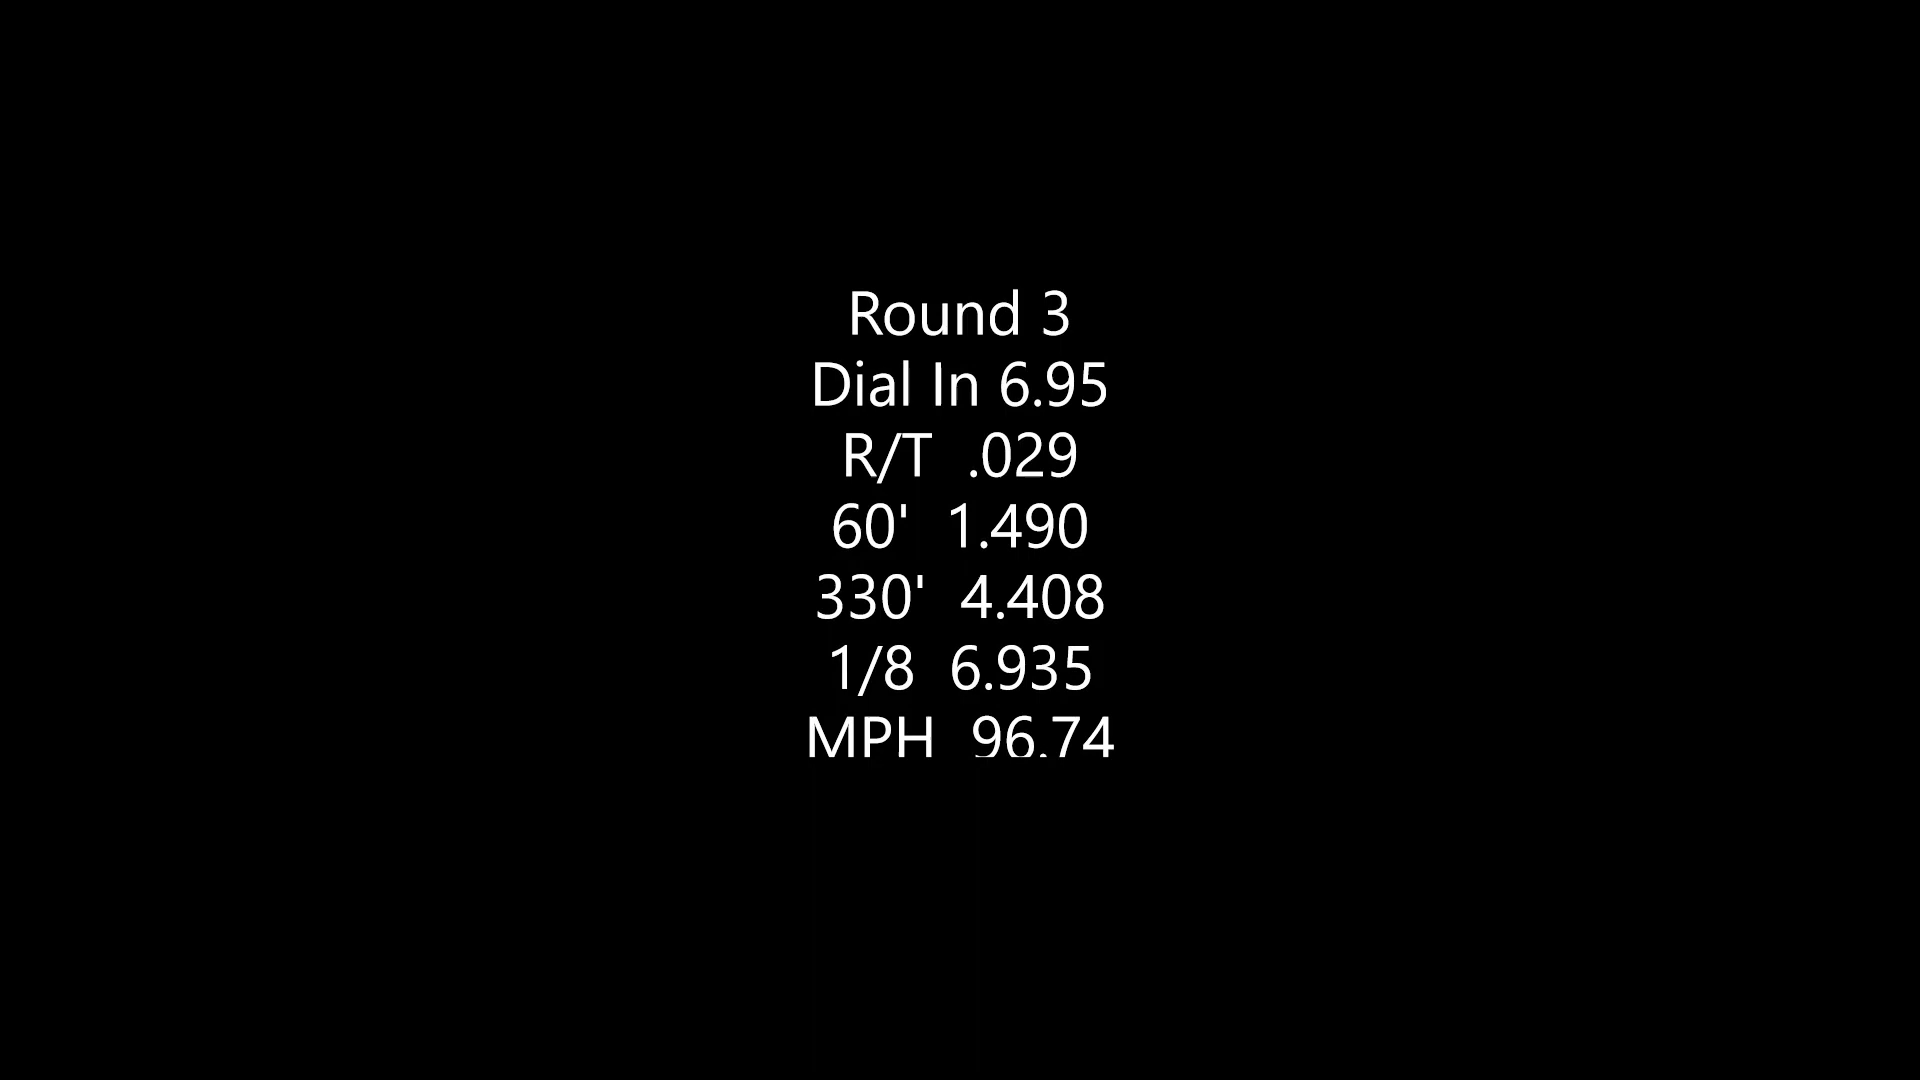 Round 3
Dial In 6.95
R/T  .029
60'  1.490
330'  4.408
1/8  6.935
MPH  96.74